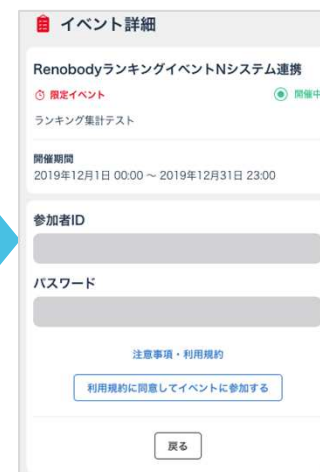 イベント詳細
RenobodyランキングイベントNシステム連携
限定イベント
開催中
ランキング集計テスト
開催期間
2019年12月1日 00:00 ～ 2019年12月31日 23:00
参加者ID
パスワード
注意事項・利用規約
利用規約に同意してイベントに参加する
戻る